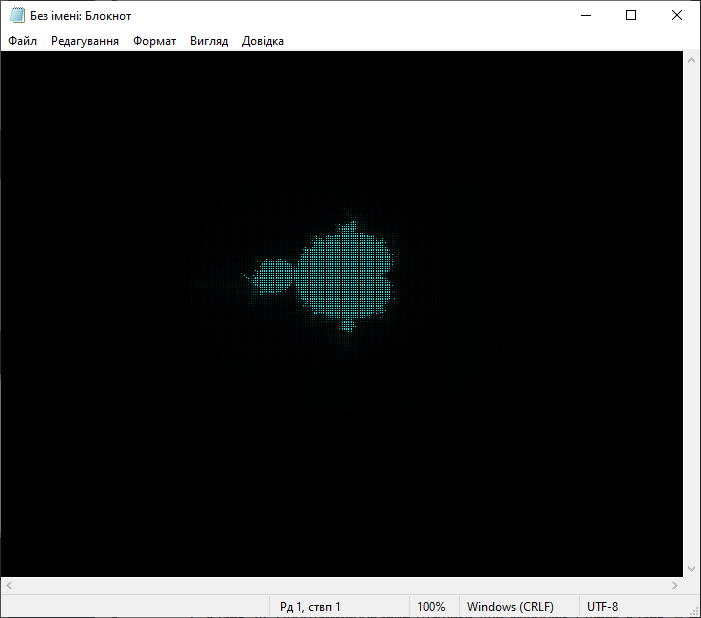 Без імені: Блокнот
Файл Редагування Формат Вигляд Довідка
Рд 1, ствп 1 100% Windows (CRLF) UTF-8